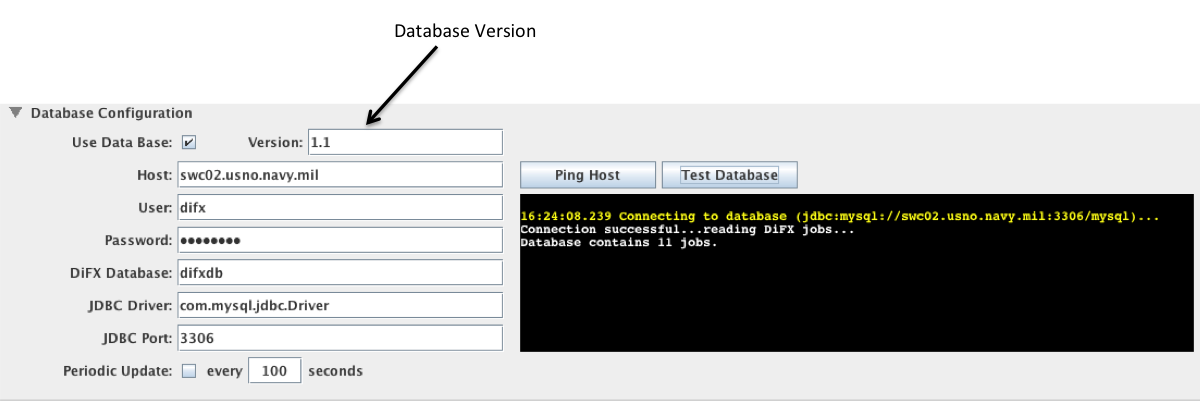 Database Version
Database Configuration
Use Data Base: Version: 1.1
Host: swc02.usno.navy.mil
Ping Host Test Database
User: difx
Password: ●●●●●●●●
DiFX Database: difxdb
JDBC Driver: com.mysql.jdbc.Driver
JDBC Port: 3306
Periodic Update: every 100 seconds
16:24:08.239 Connecting to database (jdbc:mysql://swc02.usno.navy.mil:3306/mysql)...
Connection successful...reading DiFX jobs...
Database contains 11 jobs.